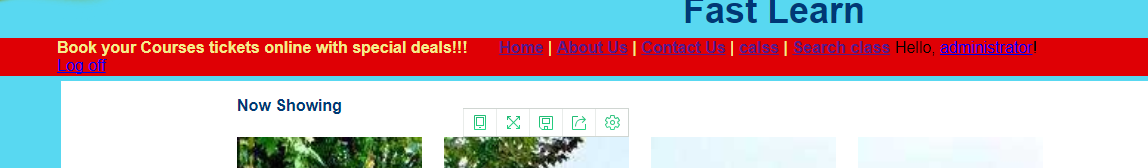 Fast Learn
Book your Courses tickets online with special deals!!! Home | About Us | Contact Us | calss | Search class Hello, administrator!
Log off
Now Showing